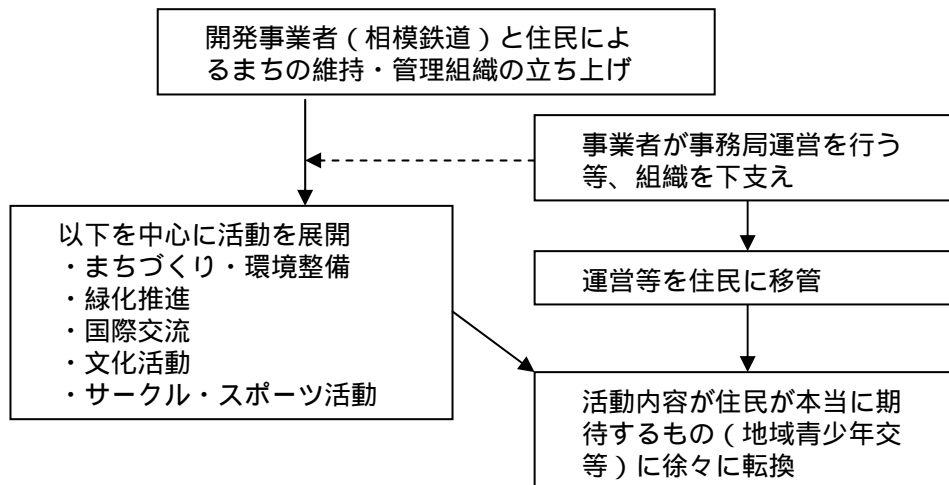 開発事業者（相模鉄道）と住民によ
るまちの維持・管理組織の立ち上げ
事業者が事務局運営を行う
等、組織を下支え
以下を中心に活動を展開
・まちづくり・環境整備
・緑化推進
・国際交流
・文化活動
・サークル・スポーツ活動
運営等を住民に移管
活動内容が住民が本当に期
待するもの（地域青少年交
等）に徐々に転換